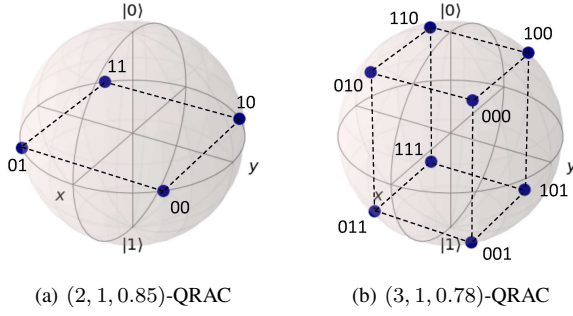 |0⟩
11
10
01
00
x
y
|1⟩
(a) (2, 1, 0.85)-QRAC
|0⟩
110
100
010
000
111
101
x
y
011
|1⟩
001
(b) (3, 1, 0.78)-QRAC